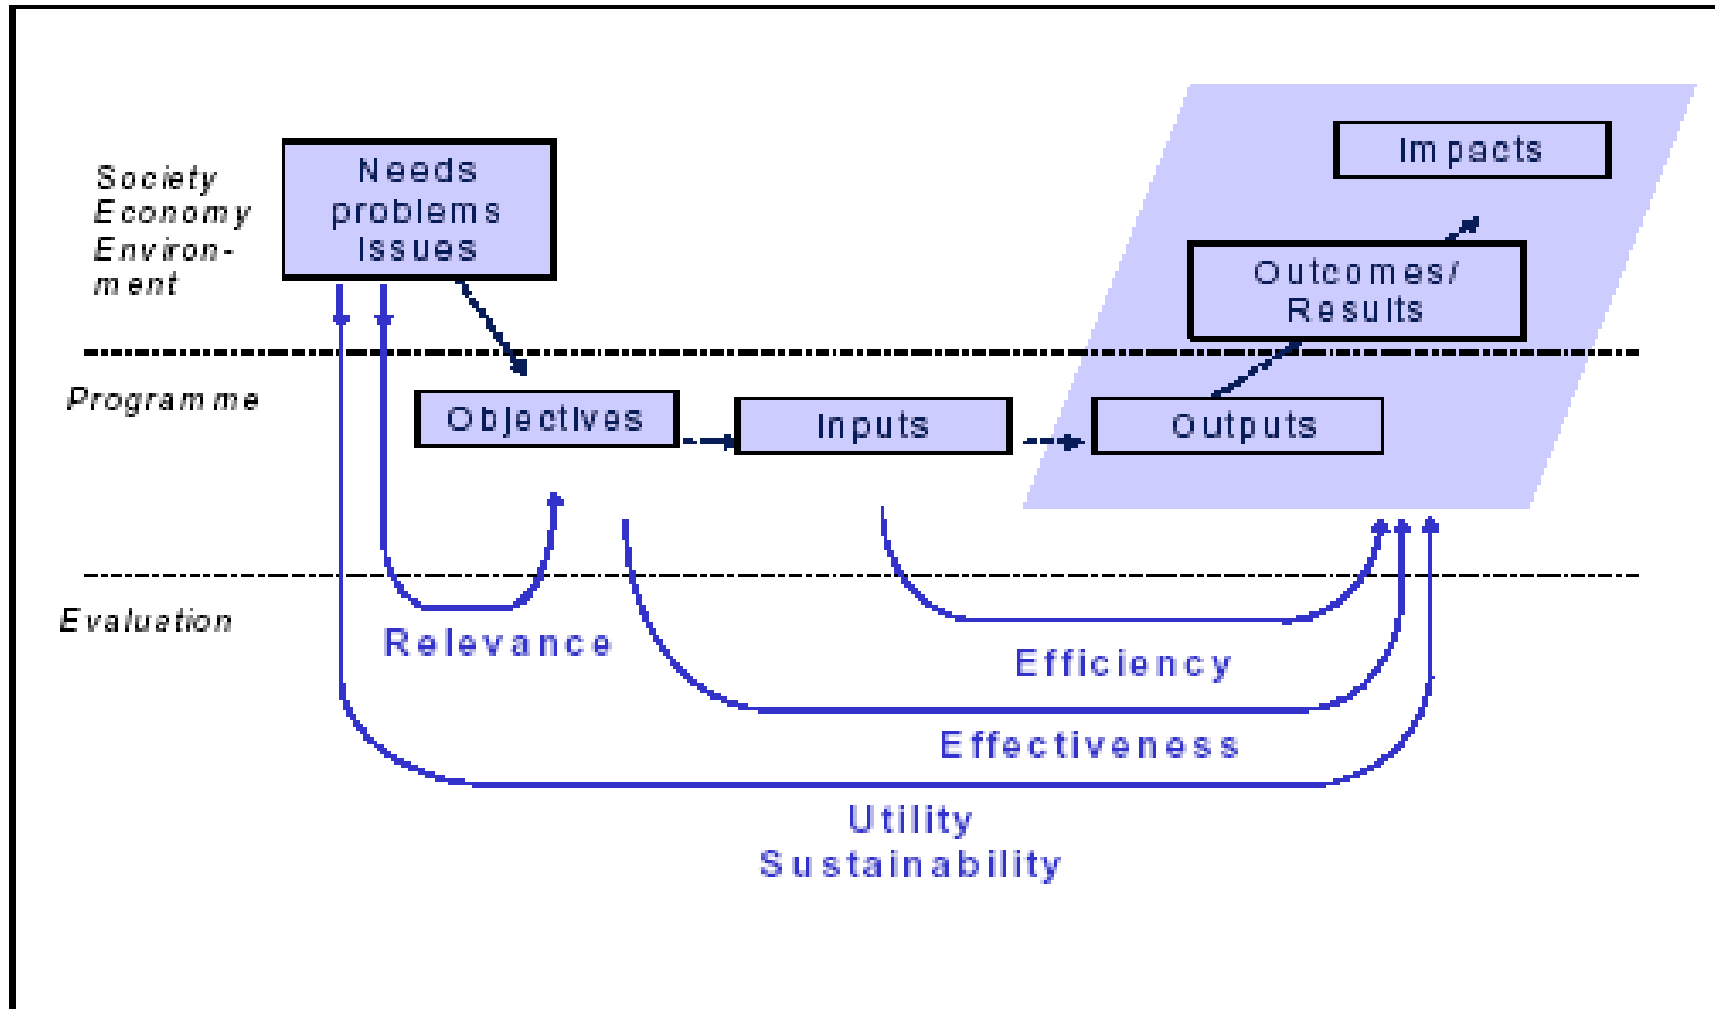 Society
Economy
Environ-
ment
Needs
problems
Issues
Impacts
Outcomes/
Results
Programme
Objectives
Inputs
Outputs
Evaluation
Relevance
Efficiency
Effectiveness
Utility
Sustainability